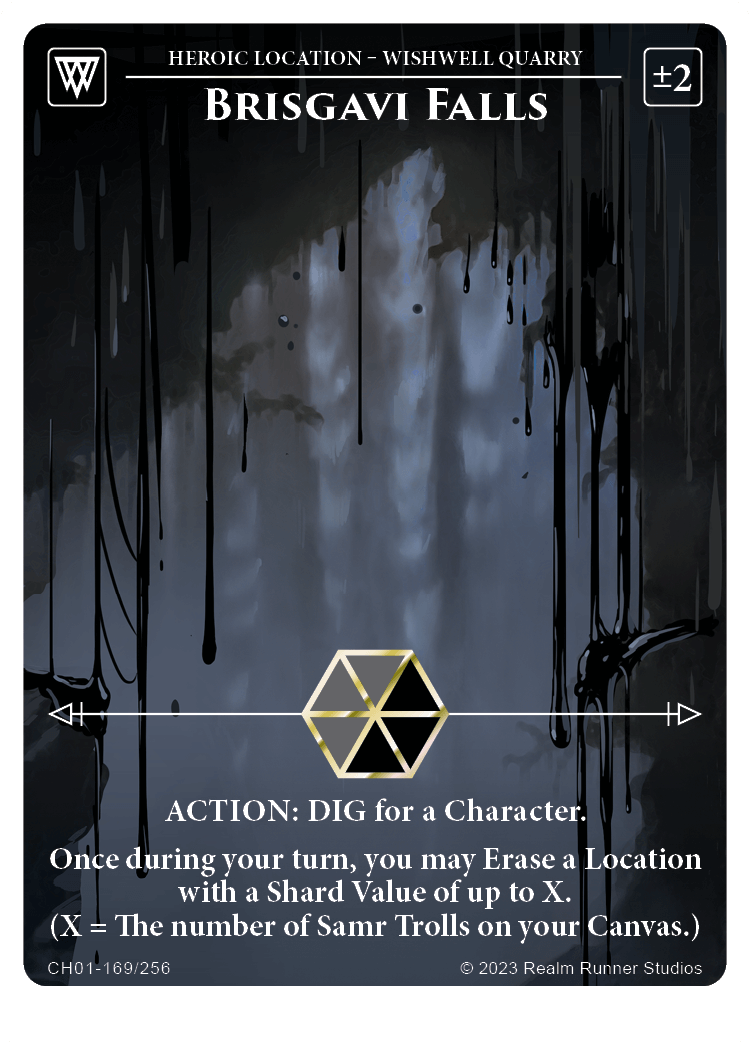 HEROIC LOCATION – WISHWELL QUARRY
±2
BRISGAVI FALLS
ACTION: DIG for a Character.
Once during your turn, you may Erase a Location
with a Shard Value of up to X.
(X = The number of Samr Trolls on your Canvas.)
CH01-169/256
© 2023 Realm Runner Studios